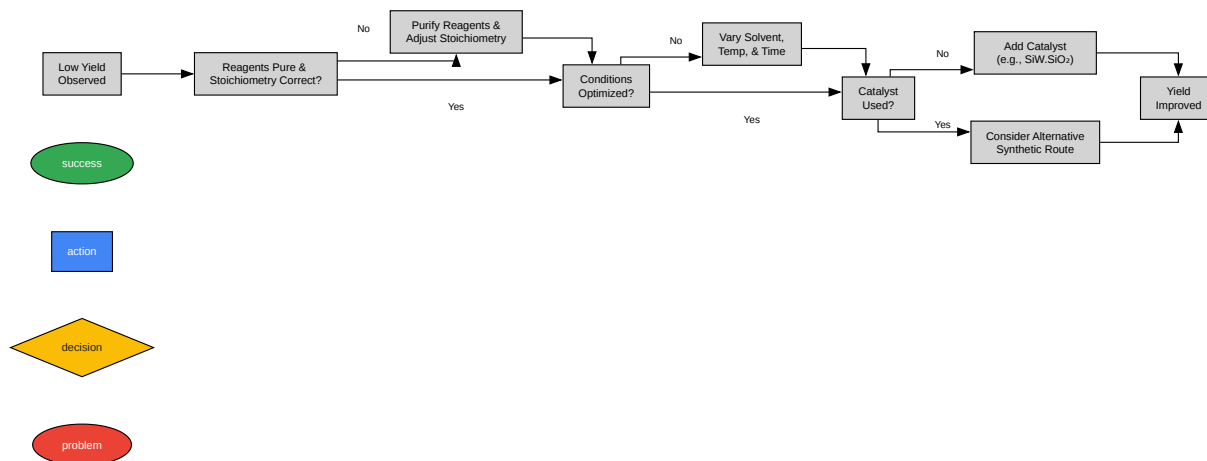 Low Yield
Observed
Reagents Pure &
Stoichiometry Correct?
No
Purify Reagents &
Adjust Stoichiometry
Yes
Conditions
Optimized?
No
Vary Solvent,
Temp, & Time
Yes
Catalyst
Used?
No
Add Catalyst
(e.g., SiW.SiO₂)
Yes
Consider Alternative
Synthetic Route
Yield
Improved
success
action
decision
problem